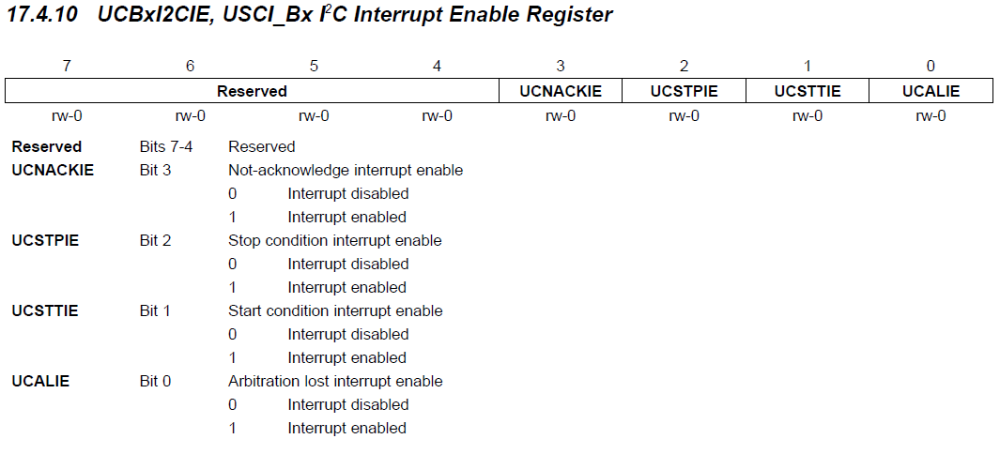 17.4.10 UCBxI2CIE, USCI_Bx I²C Interrupt Enable Register
7 6 5 4 3 2 1 0
Reserved UCNACKIE UCSTPIE UCSTTIE UCALIE
rw-0 rw-0 rw-0 rw-0 rw-0 rw-0 rw-0 rw-0
Reserved Bits 7-4 Reserved
UCNACKIE Bit 3 Not-acknowledge interrupt enable
0 Interrupt disabled
1 Interrupt enabled
UCSTPIE Bit 2 Stop condition interrupt enable
0 Interrupt disabled
1 Interrupt enabled
UCSTTIE Bit 1 Start condition interrupt enable
0 Interrupt disabled
1 Interrupt enabled
UCALIE Bit 0 Arbitration lost interrupt enable
0 Interrupt disabled
1 Interrupt enabled